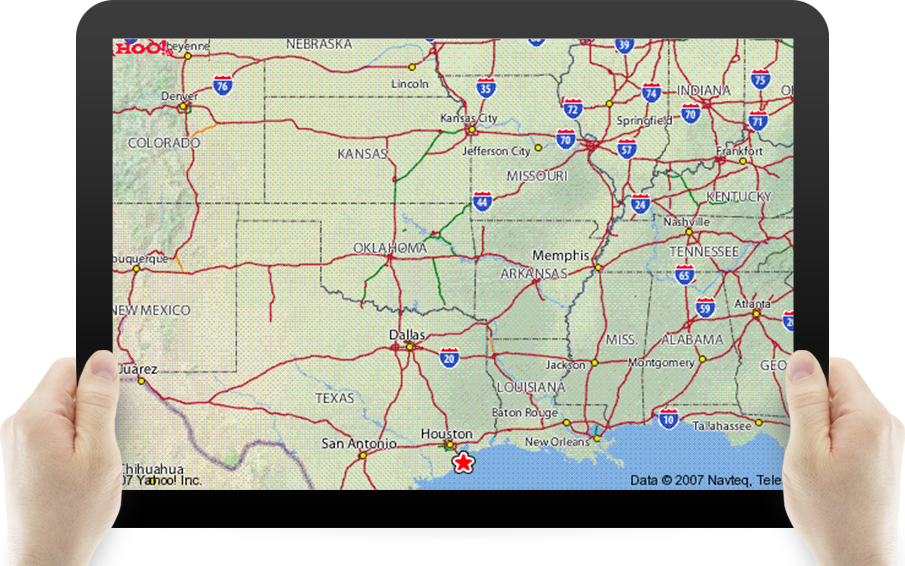 HOO!
heyenne
NEBRASKA
39
76
Lincoln
35
74
INDIANA
75
Denver
72
Springfield
70
71
Kansas City
COLORADO
KANSAS
Jefferson City
70
57
Frankfort
MISSOURI
44
24
KENTUCKY
Nashville
OKLAHOMA
Memphis
TENNESSEE
buquerque
ARKANSAS
65
NEW MEXICO
59
Atlanta
Dallas
MISS.
ALABAMA
20
Jackson
Montgomery
GEO
Juarez
TEXAS
LOUISIANA
Baton Rouge
10
Tallahassee
San Antonio
Houston
New Orleans
Chihuahua
07 Yahoo! Inc.
Data © 2007 Navteq, Tele